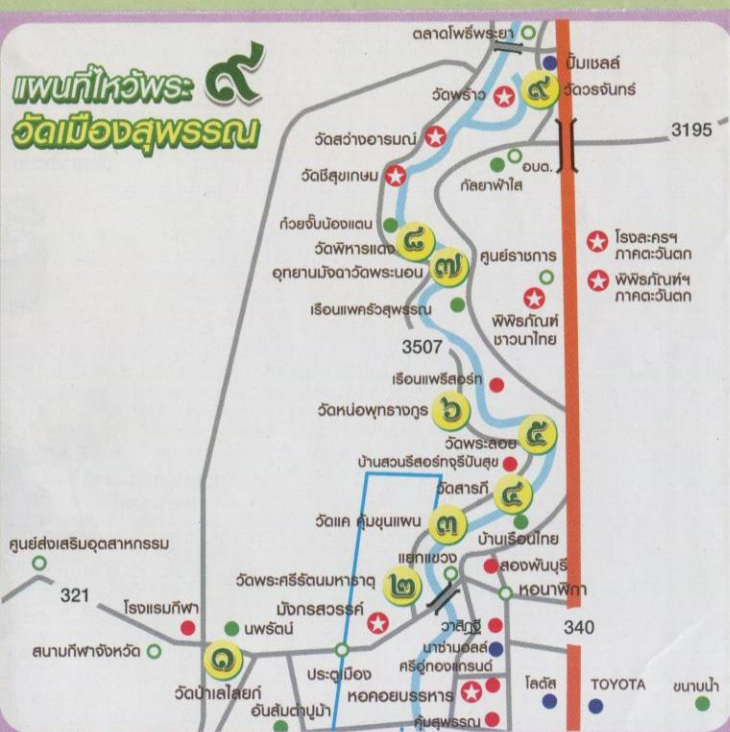 แผนที่ไหว้พระ ๙
วัดเมืองสุพรรณ
ตลาดโพธิ์พระยา
ปั๊มเชลล์
วัดพร้าว
๙
วัดวรจันทร์
วัดสว่างอารมณ์
3195
วัดชีสุขเกษม
อบต.
กัลยาฟ้าใส
ก๋วยจั๊บน้องแตน
วัดพิหารแดง
๘
อุทยานมัจฉาวัดพระนอน
๗
ศูนย์ราชการ
โรงละครฯ
ภาคตะวันตก
พิพิธภัณฑ์ฯ
ภาคตะวันตก
เรือนแพครัวสุพรรณ
พิพิธภัณฑ์
ชาวนาไทย
3507
เรือนแพรีสอร์ท
วัดหน่อพุทธางกูร
๖
วัดพระลอย
๕
บ้านสวนรีสอร์ทจุรีปันสุข
วัดสารภี
๔
วัดแค คุ้มขุนแผน
๓
บ้านเรือนไทย
ศูนย์ส่งเสริมอุตสาหกรรม
แยกแขวง
สองพันบุรี
วัดพระศรีรัตนมหาธาตุ
๒
หอนาฬิกา
321
โรงแรมกีฬา
นพรัตน์
มังกรสวรรค์
วาสิฏฐี
340
สนามกีฬาจังหวัด
๑
นาซ่ามอลล์
ศรีอู่ทองแกรนด์
วัดป่าเลไลยก์
ประตูเมือง
หอคอยบรรหาร
โลตัส
TOYOTA
ขนาบน้ำ
อันส้มตำปูม้า
คุ้มสุพรรณ